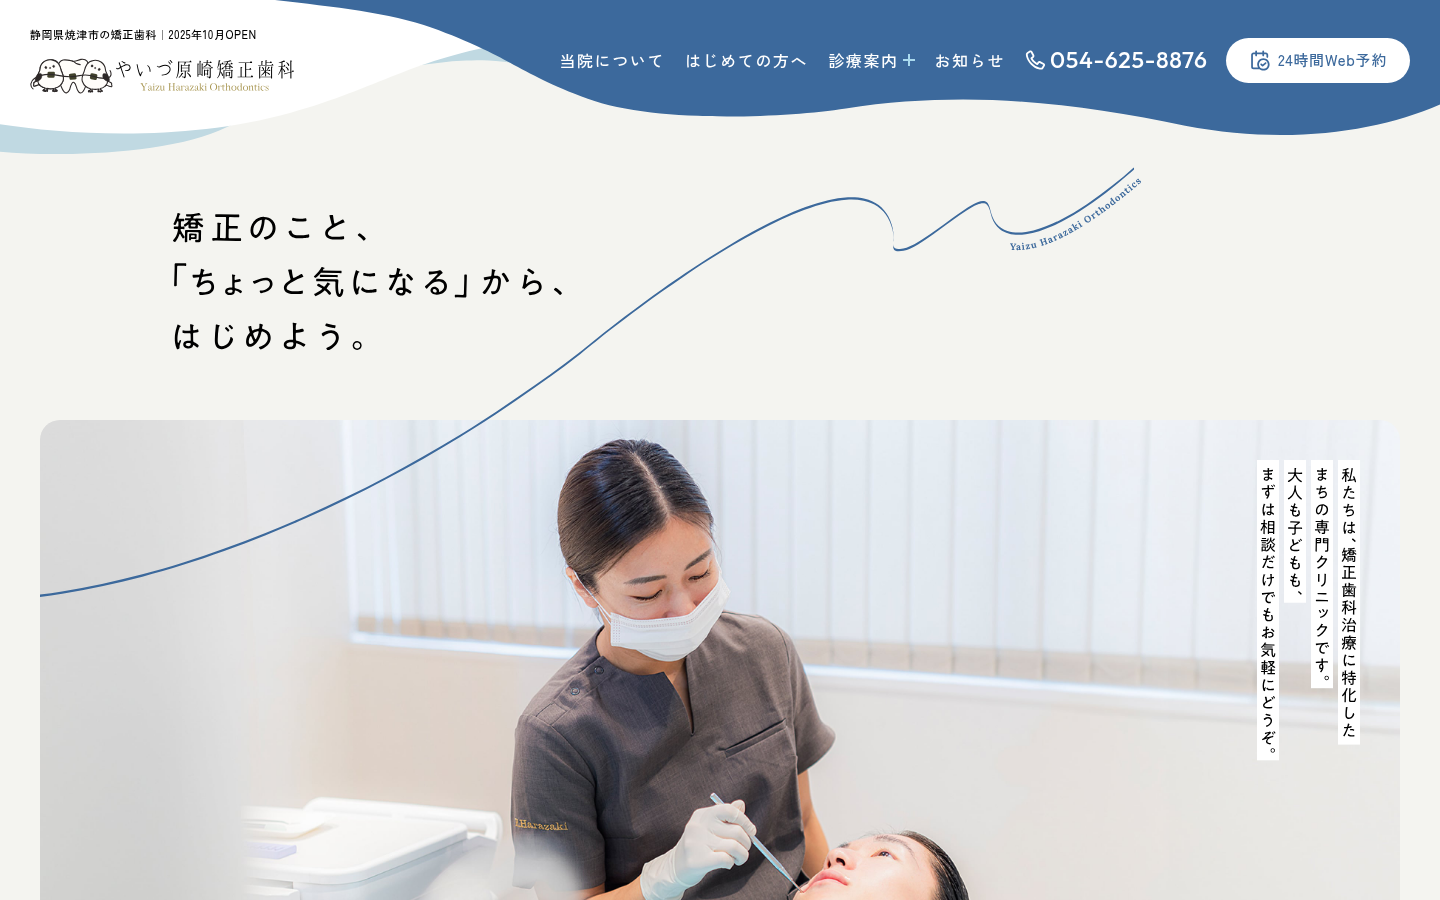 静岡県焼津市の矯正歯科｜2025年10月OPEN
やいづ原崎矯正歯科
Yaizu Harazaki Orthodontics
当院について
はじめての方へ
診療案内
お知らせ
054-625-8876
24時間Web予約
Yaizu Harazaki Orthodontics
矯正のこと、
「ちょっと気になる」から、
はじめよう。
私たちは、矯正歯科治療に特化した
まちの専門クリニックです。
大人も子どもも、
まずは相談だけでもお気軽にどうぞ。
.Harazaki